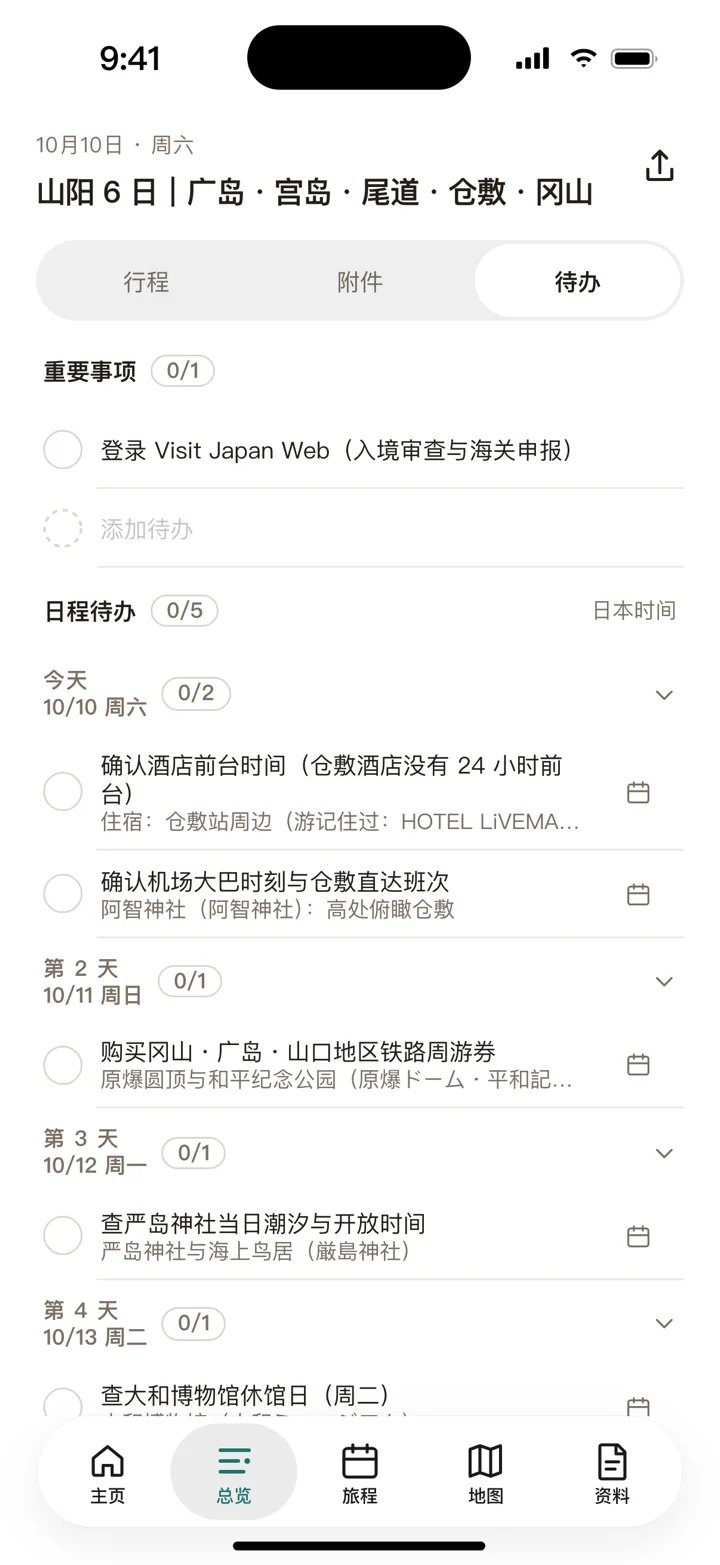 9:41
10月10日 · 周六
山阳 6 日 | 广岛 · 宫岛 · 尾道 · 仓敷 · 冈山
行程
附件
待办
重要事项 0/1
登录 Visit Japan Web（入境审查与海关申报）
添加待办
日程待办 0/5 日本时间
今天
10/10 周六
0/2
确认酒店前台时间（仓敷酒店没有 24 小时前
台）
住宿：仓敷站周边（游记住过：HOTEL LiVEMA…
确认机场大巴时刻与仓敷直达班次
阿智神社（阿智神社）：高处俯瞰仓敷
第 2 天
10/11 周日
0/1
购买冈山 · 广岛 · 山口地区铁路周游券
原爆圆顶与和平纪念公园（原爆ドーム · 平和記…
第 3 天
10/12 周一
0/1
查严岛神社当日潮汐与开放时间
严岛神社与海上鸟居（厳島神社）
第 4 天
10/13 周二
0/1
查大和博物馆休馆日（周二）
主页
总览
旅程
地图
资料